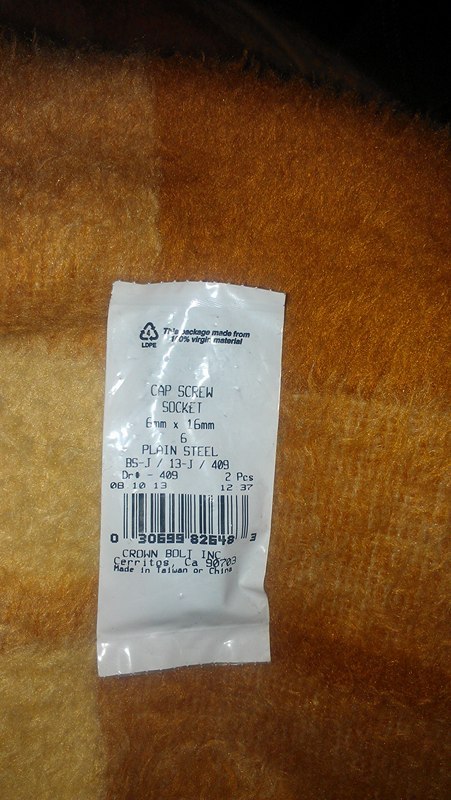 This package made from
100% virgin material
LDPE
CAP SCREW
SOCKET
6mm x 16mm
6
PLAIN STEEL
BS-J / 13-J / 409
Dr# - 409 2 Pcs
08 10 13 12 37
0 30699 82648 3
CROWN BOLT INC
Cerritos, Ca 90703
Made in Taiwan or China